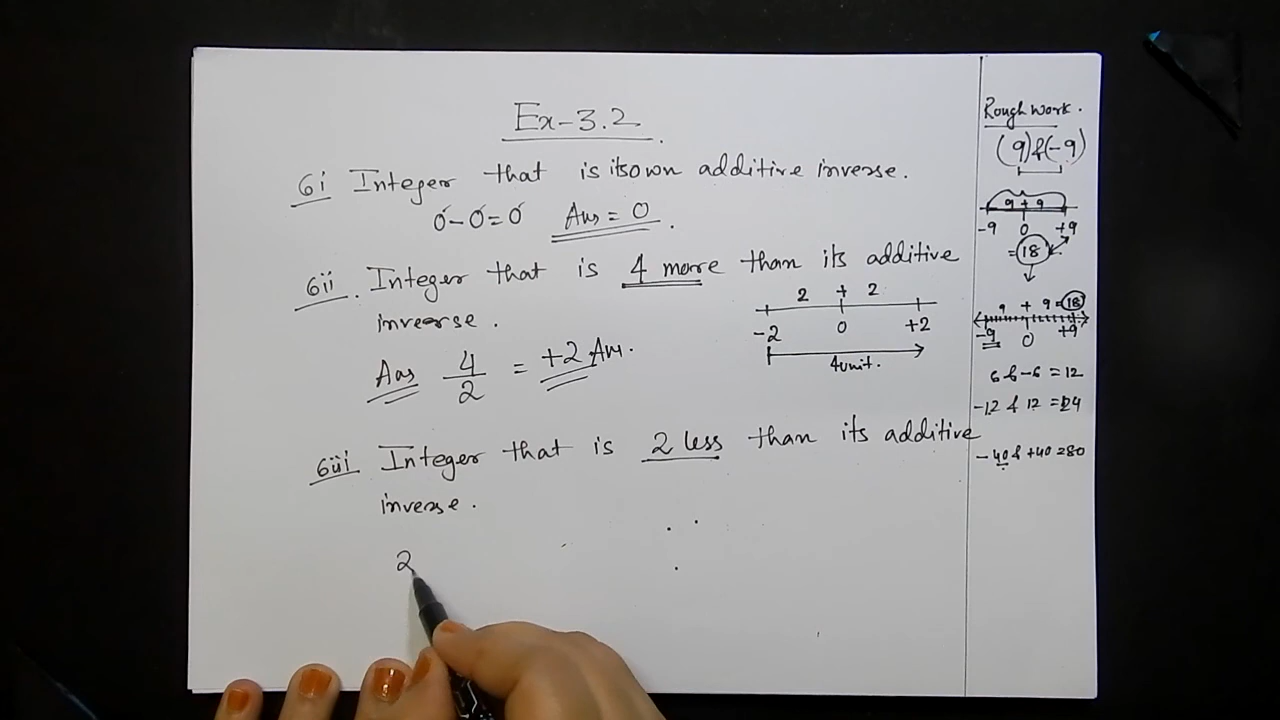 Ex-3.2
6i Integer that is its own additive inverse.
0-0=0 Ans = 0.
6ii. Integer that is 4 more than its additive
inverse.
2 + 2
-2 0 +2
4 unit.
Ans 4/2 = +2 Ans.
6iii Integer that is 2 less than its additive
inverse.
2
Rough work.
(9) & (-9)
9 + 9
-9 0 +9
= 18
9 + 9 = 18
-9 0 +9
6 & -6 = 12
-12 & 12 = 24
-40 & +40 = 80